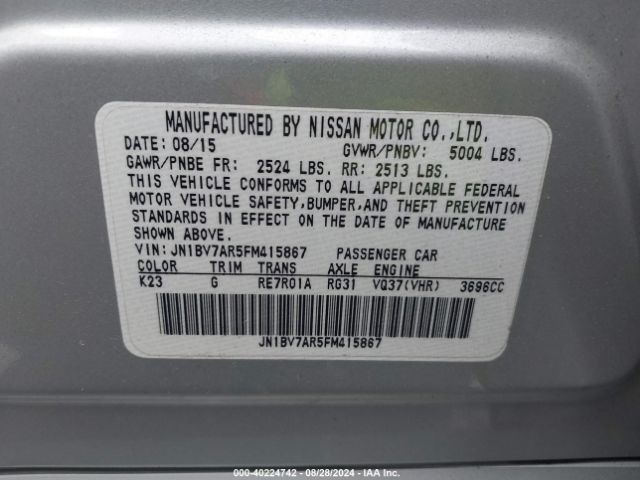 MANUFACTURED BY NISSAN MOTOR CO.,LTD.
DATE: 08/15 GVWR/PNBV: 5004 LBS.
GAWR/PNBE FR: 2524 LBS. RR: 2513 LBS.
THIS VEHICLE CONFORMS TO ALL APPLICABLE FEDERAL
MOTOR VEHICLE SAFETY,BUMPER,AND THEFT PREVENTION
STANDARDS IN EFFECT ON THE DATE OF MANUFACTURE
SHOWN ABOVE.
VIN:JN1BV7AR5FM415867 PASSENGER CAR
COLOR TRIM TRANS AXLE ENGINE
K23 G RE7R01A RG31 VQ37(VHR) 3696CC
JN1BV7AR5FM415867
000-40224742 - 08/28/2024 - IAA Inc.